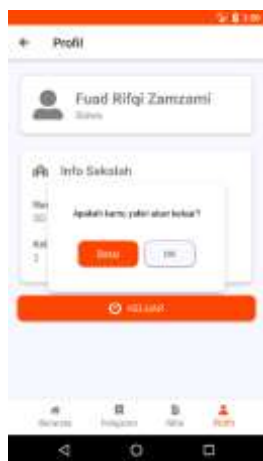 Profil
Fuad Rifqi Zamzami
Siswa
Info Sekolah
Apakah kamu yakin akan keluar?
Batal
OK
KELUAR
Beranda
Pelajaran
Nilai
Profil